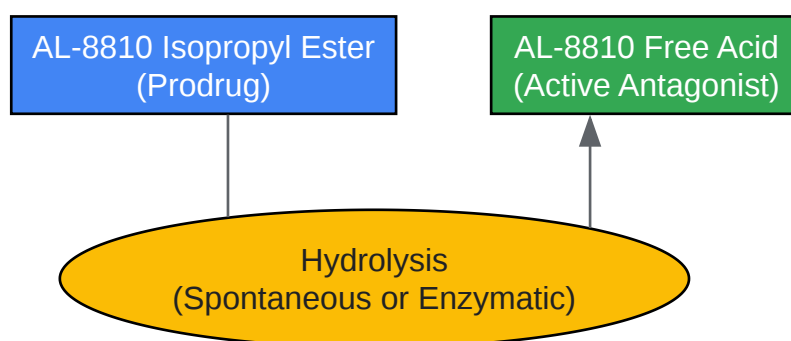 AL-8810 Isopropyl Ester
(Prodrug)
AL-8810 Free Acid
(Active Antagonist)
Hydrolysis
(Spontaneous or Enzymatic)